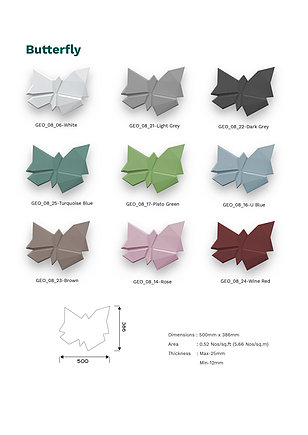 Butterfly
GEO_08_06-White
GEO_08_21-Light Grey
GEO_08_22-Dark Grey
GEO_08_25-Turquoise Blue
GEO_08_17-Plato Green
GEO_08_16-U Blue
GEO_08_23-Brown
GEO_08_14-Rose
GEO_08_24-Wine Red
386
500
Dimensions : 500mm x 386mm
Area : 0.52 Nos/sq.ft (5.66 Nos/sq.m)
Thickness : Max-25mm
Min-12mm